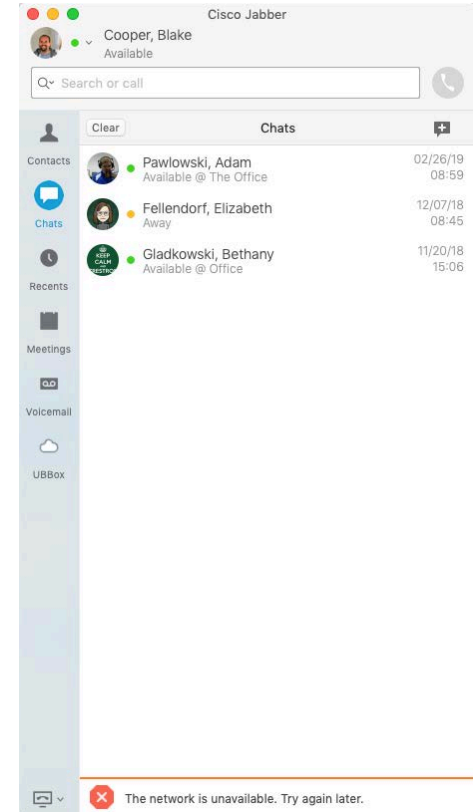 Cisco Jabber
Cooper, Blake
Available
Search or call
Clear
Chats
Contacts
Chats
Recents
Meetings
Voicemail
UBBox
Pawlowski, Adam
Available @ The Office
02/26/19
08:59
Fellendorf, Elizabeth
Away
12/07/18
08:45
KEEP
CALM
Gladkowski, Bethany
Available @ Office
11/20/18
15:06
The network is unavailable. Try again later.